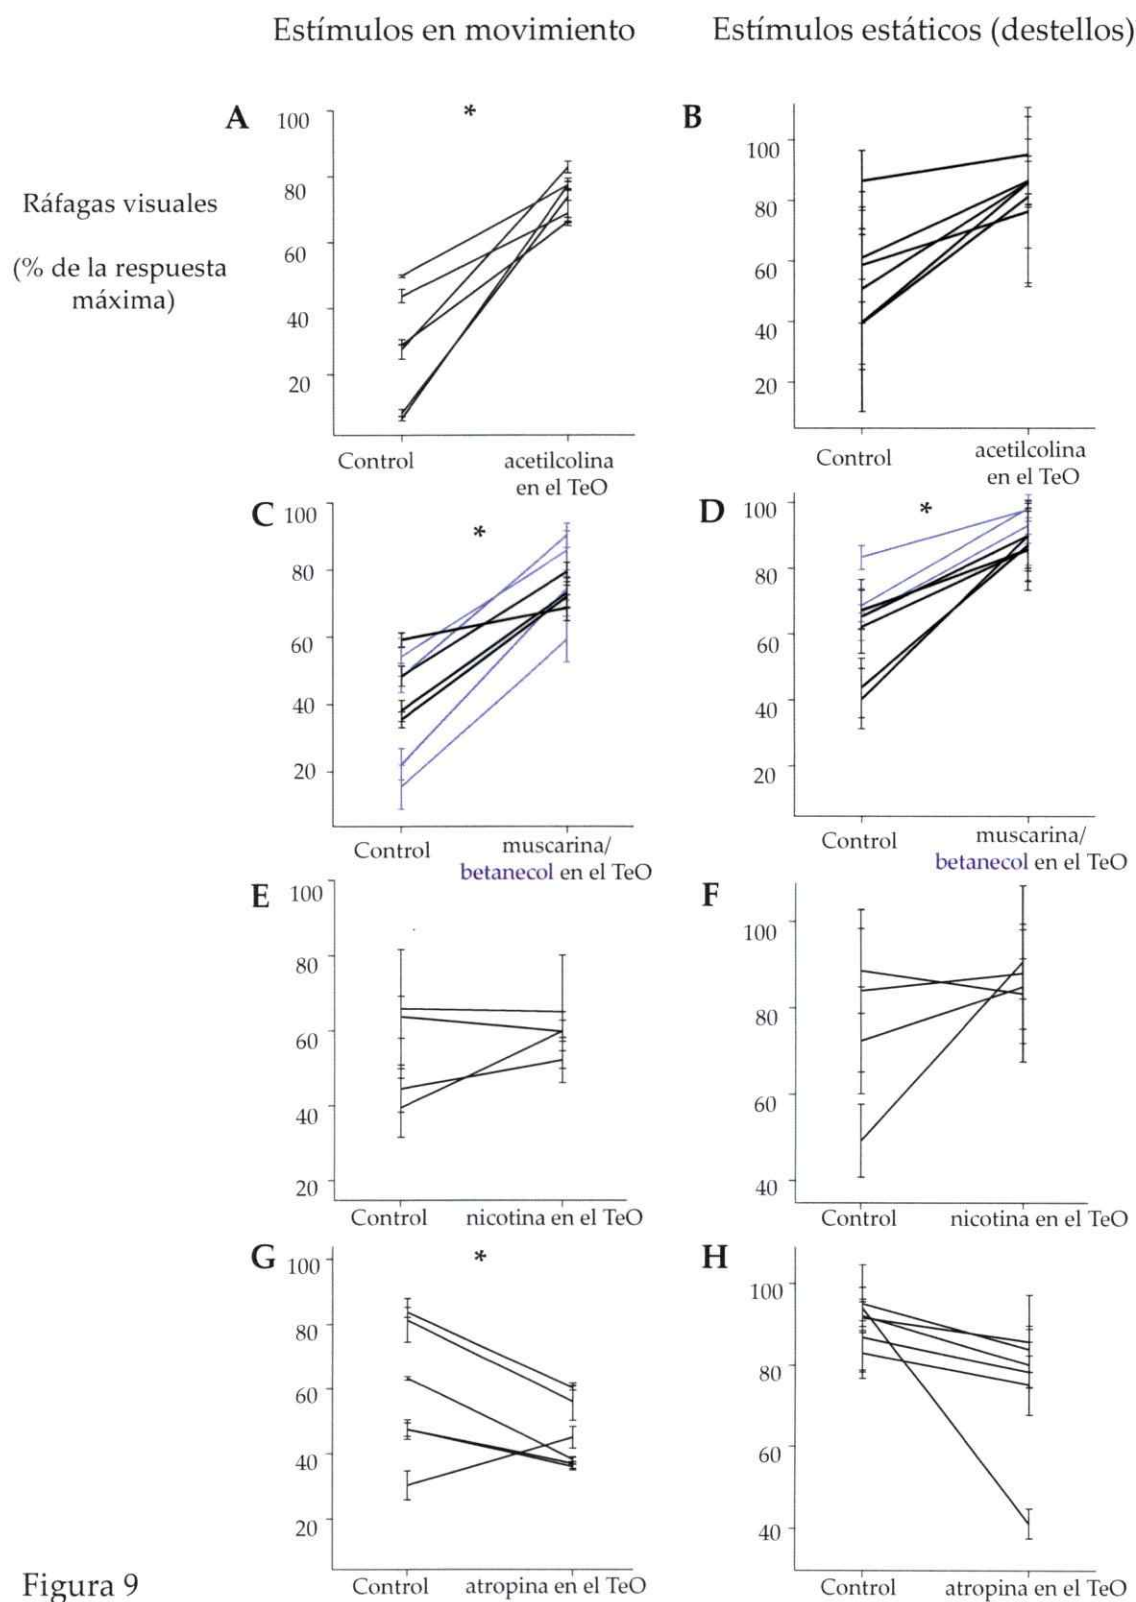 Estímulos en movimiento
Estímulos estáticos (destellos)
Ráfagas visuales
(% de la respuesta
máxima)
A
*
100
80
60
40
20
Control
acetilcolina
en el TeO
B
100
80
60
40
20
Control
acetilcolina
en el TeO
C
*
100
80
60
40
20
Control
muscarina/
betanecol en el TeO
D
*
100
80
60
40
20
Control
muscarina/
betanecol en el TeO
E
100
80
60
40
20
Control
nicotina en el TeO
F
100
80
60
40
Control
nicotina en el TeO
G
*
100
80
60
40
20
Control
atropina en el TeO
H
100
80
60
40
Control
atropina en el TeO
Figura 9